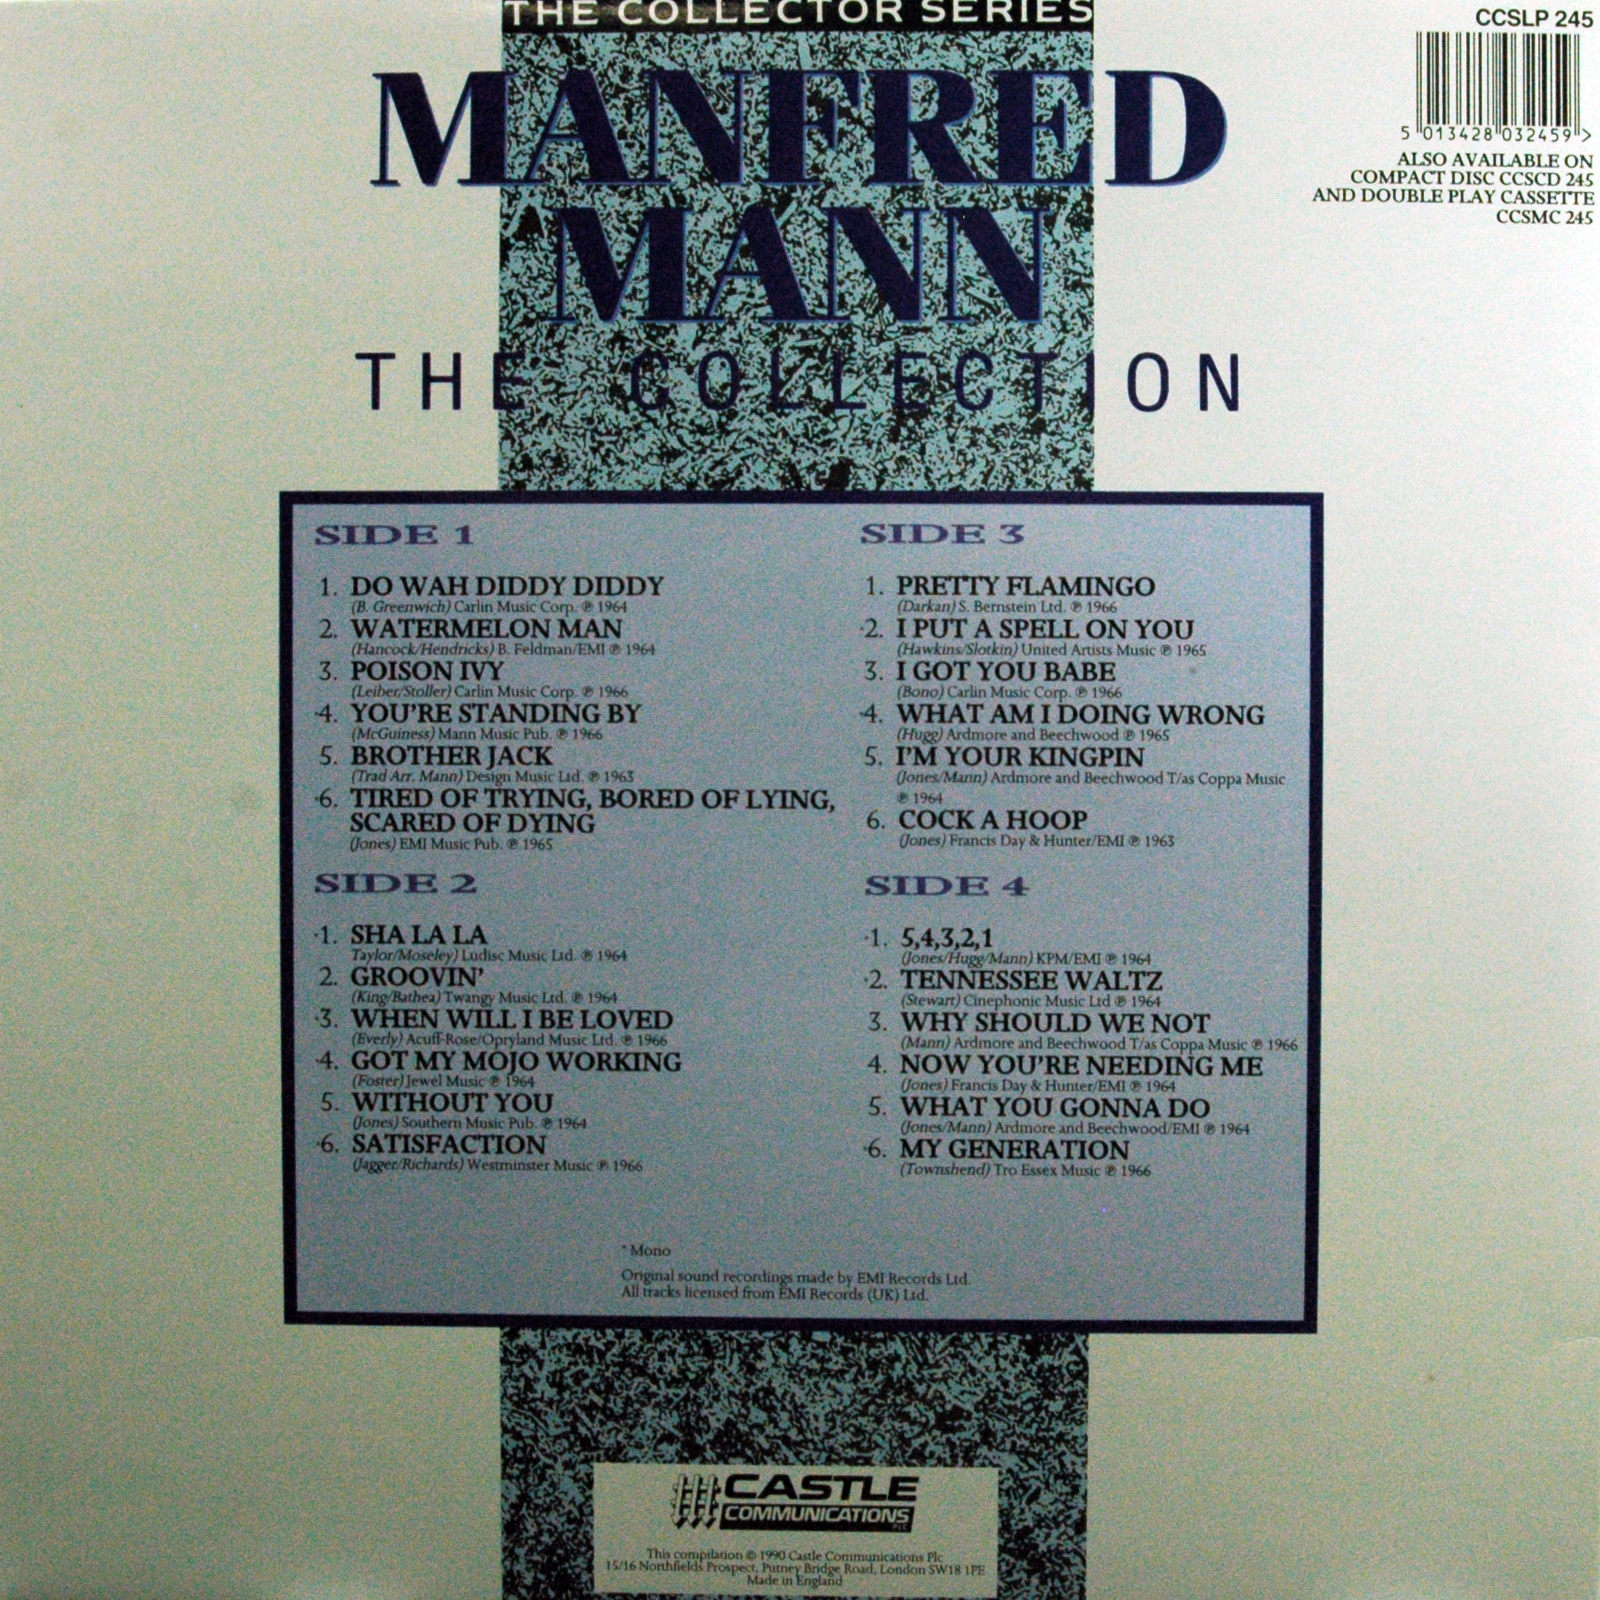 THE COLLECTOR SERIES
CCSLP 245
5 013428 032459 >
ALSO AVAILABLE ON
COMPACT DISC CCSCD 245
AND DOUBLE PLAY CASSETTE
CCSMC 245
MANFRED
MANN
THE COLLECTION
SIDE 1
1. DO WAH DIDDY DIDDY
(B. Greenwich) Carlin Music Corp. ℗ 1964
2. WATERMELON MAN
(Hancock/Hendricks) B. Feldman/EMI ℗ 1964
3. POISON IVY
(Leiber/Stoller) Carlin Music Corp. ℗ 1966
*4. YOU'RE STANDING BY
(McGuiness) Mann Music Pub. ℗ 1966
5. BROTHER JACK
(Trad Arr. Mann) Design Music Ltd. ℗ 1963
*6. TIRED OF TRYING, BORED OF LYING,
SCARED OF DYING
(Jones) EMI Music Pub. ℗ 1965
SIDE 2
*1. SHA LA LA
Taylor/Moseley) Ludisc Music Ltd. ℗ 1964
2. GROOVIN'
(King/Bathea) Twangy Music Ltd. ℗ 1964
*3. WHEN WILL I BE LOVED
(Everly) Acuff-Rose/Opryland Music Ltd. ℗ 1966
*4. GOT MY MOJO WORKING
(Foster) Jewel Music ℗ 1964
5. WITHOUT YOU
(Jones) Southern Music Pub. ℗ 1964
*6. SATISFACTION
(Jagger/Richards) Westminster Music ℗ 1966
SIDE 3
1. PRETTY FLAMINGO
(Darkan) S. Bernstein Ltd. ℗ 1966
*2. I PUT A SPELL ON YOU
(Hawkins/Slotkin) United Artists Music ℗ 1965
3. I GOT YOU BABE
(Bono) Carlin Music Corp. ℗ 1966
*4. WHAT AM I DOING WRONG
(Hugg) Ardmore and Beechwood ℗ 1965
5. I'M YOUR KINGPIN
(Jones/Mann) Ardmore and Beechwood T/as Coppa Music
℗ 1964
6. COCK A HOOP
(Jones) Francis Day & Hunter/EMI ℗ 1963
SIDE 4
*1. 5,4,3,2,1
(Jones/Hugg/Mann) KPM/EMI ℗ 1964
*2. TENNESSEE WALTZ
(Stewart) Cinephonic Music Ltd ℗ 1964
3. WHY SHOULD WE NOT
(Mann) Ardmore and Beechwood T/as Coppa Music ℗ 1966
4. NOW YOU'RE NEEDING ME
(Jones) Francis Day & Hunter/EMI ℗ 1964
5. WHAT YOU GONNA DO
(Jones/Mann) Ardmore and Beechwood/EMI ℗ 1964
*6. MY GENERATION
(Townshend) Tro Essex Music ℗ 1966
* Mono
Original sound recordings made by EMI Records Ltd.
All tracks licensed from EMI Records (UK) Ltd.
CASTLE
COMMUNICATIONS
PLC
This compilation © 1990 Castle Communications Plc
15/16 Northfields Prospect, Putney Bridge Road, London SW18 1PE
Made in England